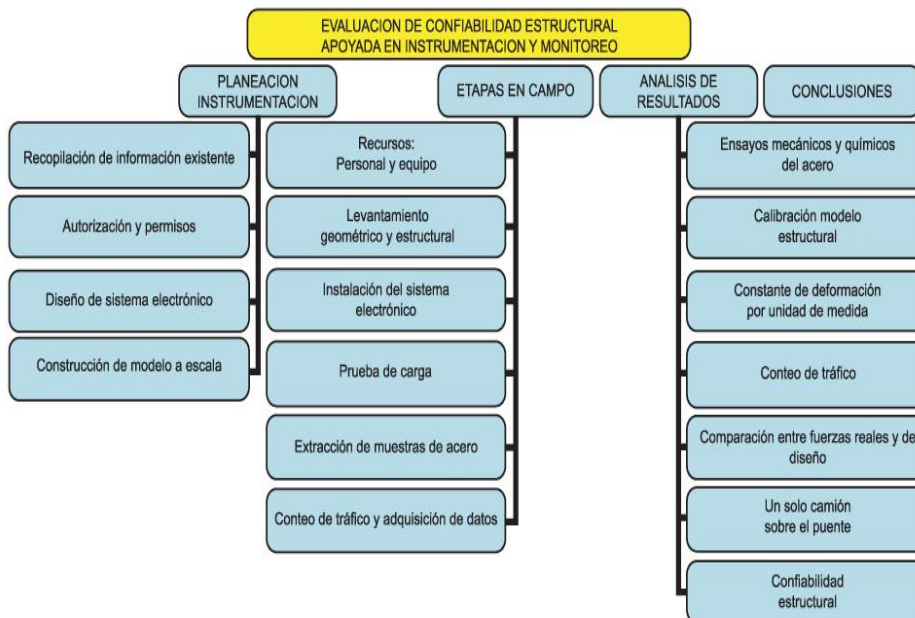 EVALUACION DE CONFIABILIDAD ESTRUCTURAL
APOYADA EN INSTRUMENTACION Y MONITOREO
PLANEACION
INSTRUMENTACION
Recopilación de información existente
Autorización y permisos
Diseño de sistema electrónico
Construcción de modelo a escala
ETAPAS EN CAMPO
Recursos:
Personal y equipo
Levantamiento
geométrico y estructural
Instalación del sistema
electrónico
Prueba de carga
Extracción de muestras de acero
Conteo de tráfico y adquisición de datos
ANALISIS DE
RESULTADOS
Ensayos mecánicos y químicos
del acero
Calibración modelo
estructural
Constante de deformación
por unidad de medida
Conteo de tráfico
Comparación entre fuerzas reales y de
diseño
Un solo camión
sobre el puente
Confiabilidad
estructural
CONCLUSIONES